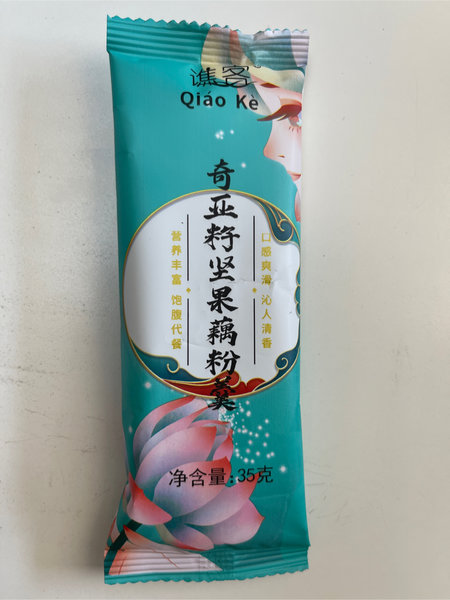 谯客
Qiáo Kè
奇亚籽坚果藕粉羹
口感爽滑 沁人清香
营养丰富 饱腹代餐
净含量:35克